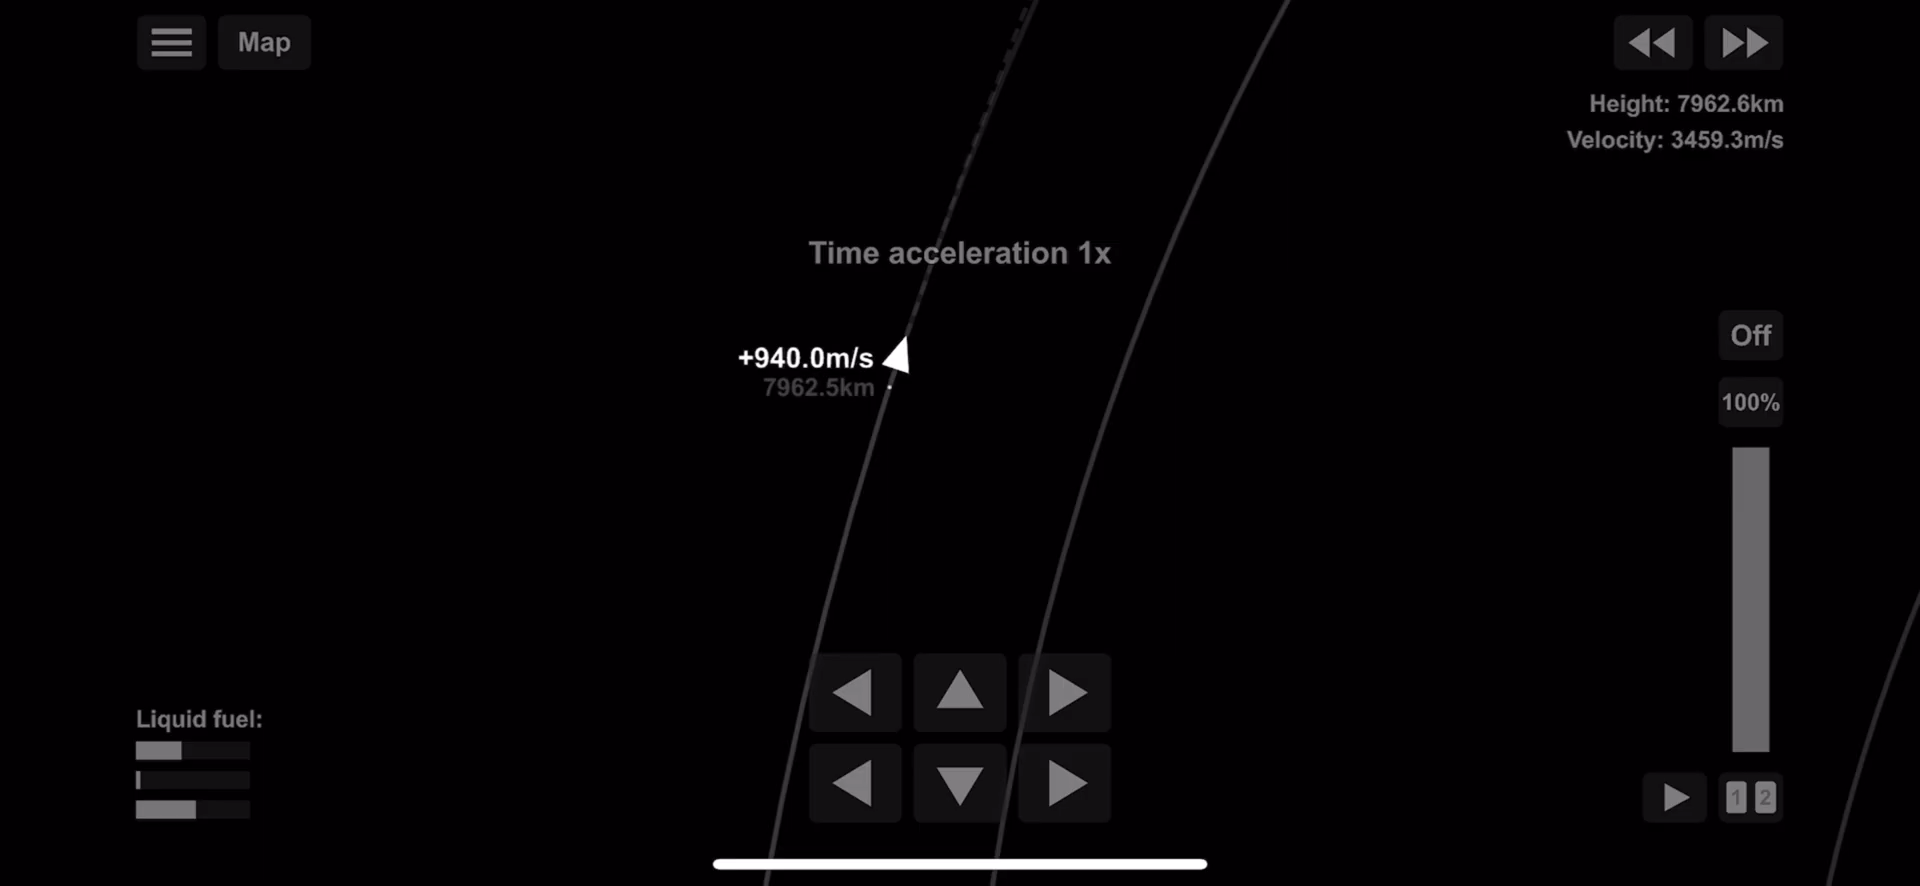 Map
Height: 7962.6km
Velocity: 3459.3m/s
Time acceleration 1x
Off
+940.0m/s
7962.5km
100%
Liquid fuel:
1 2